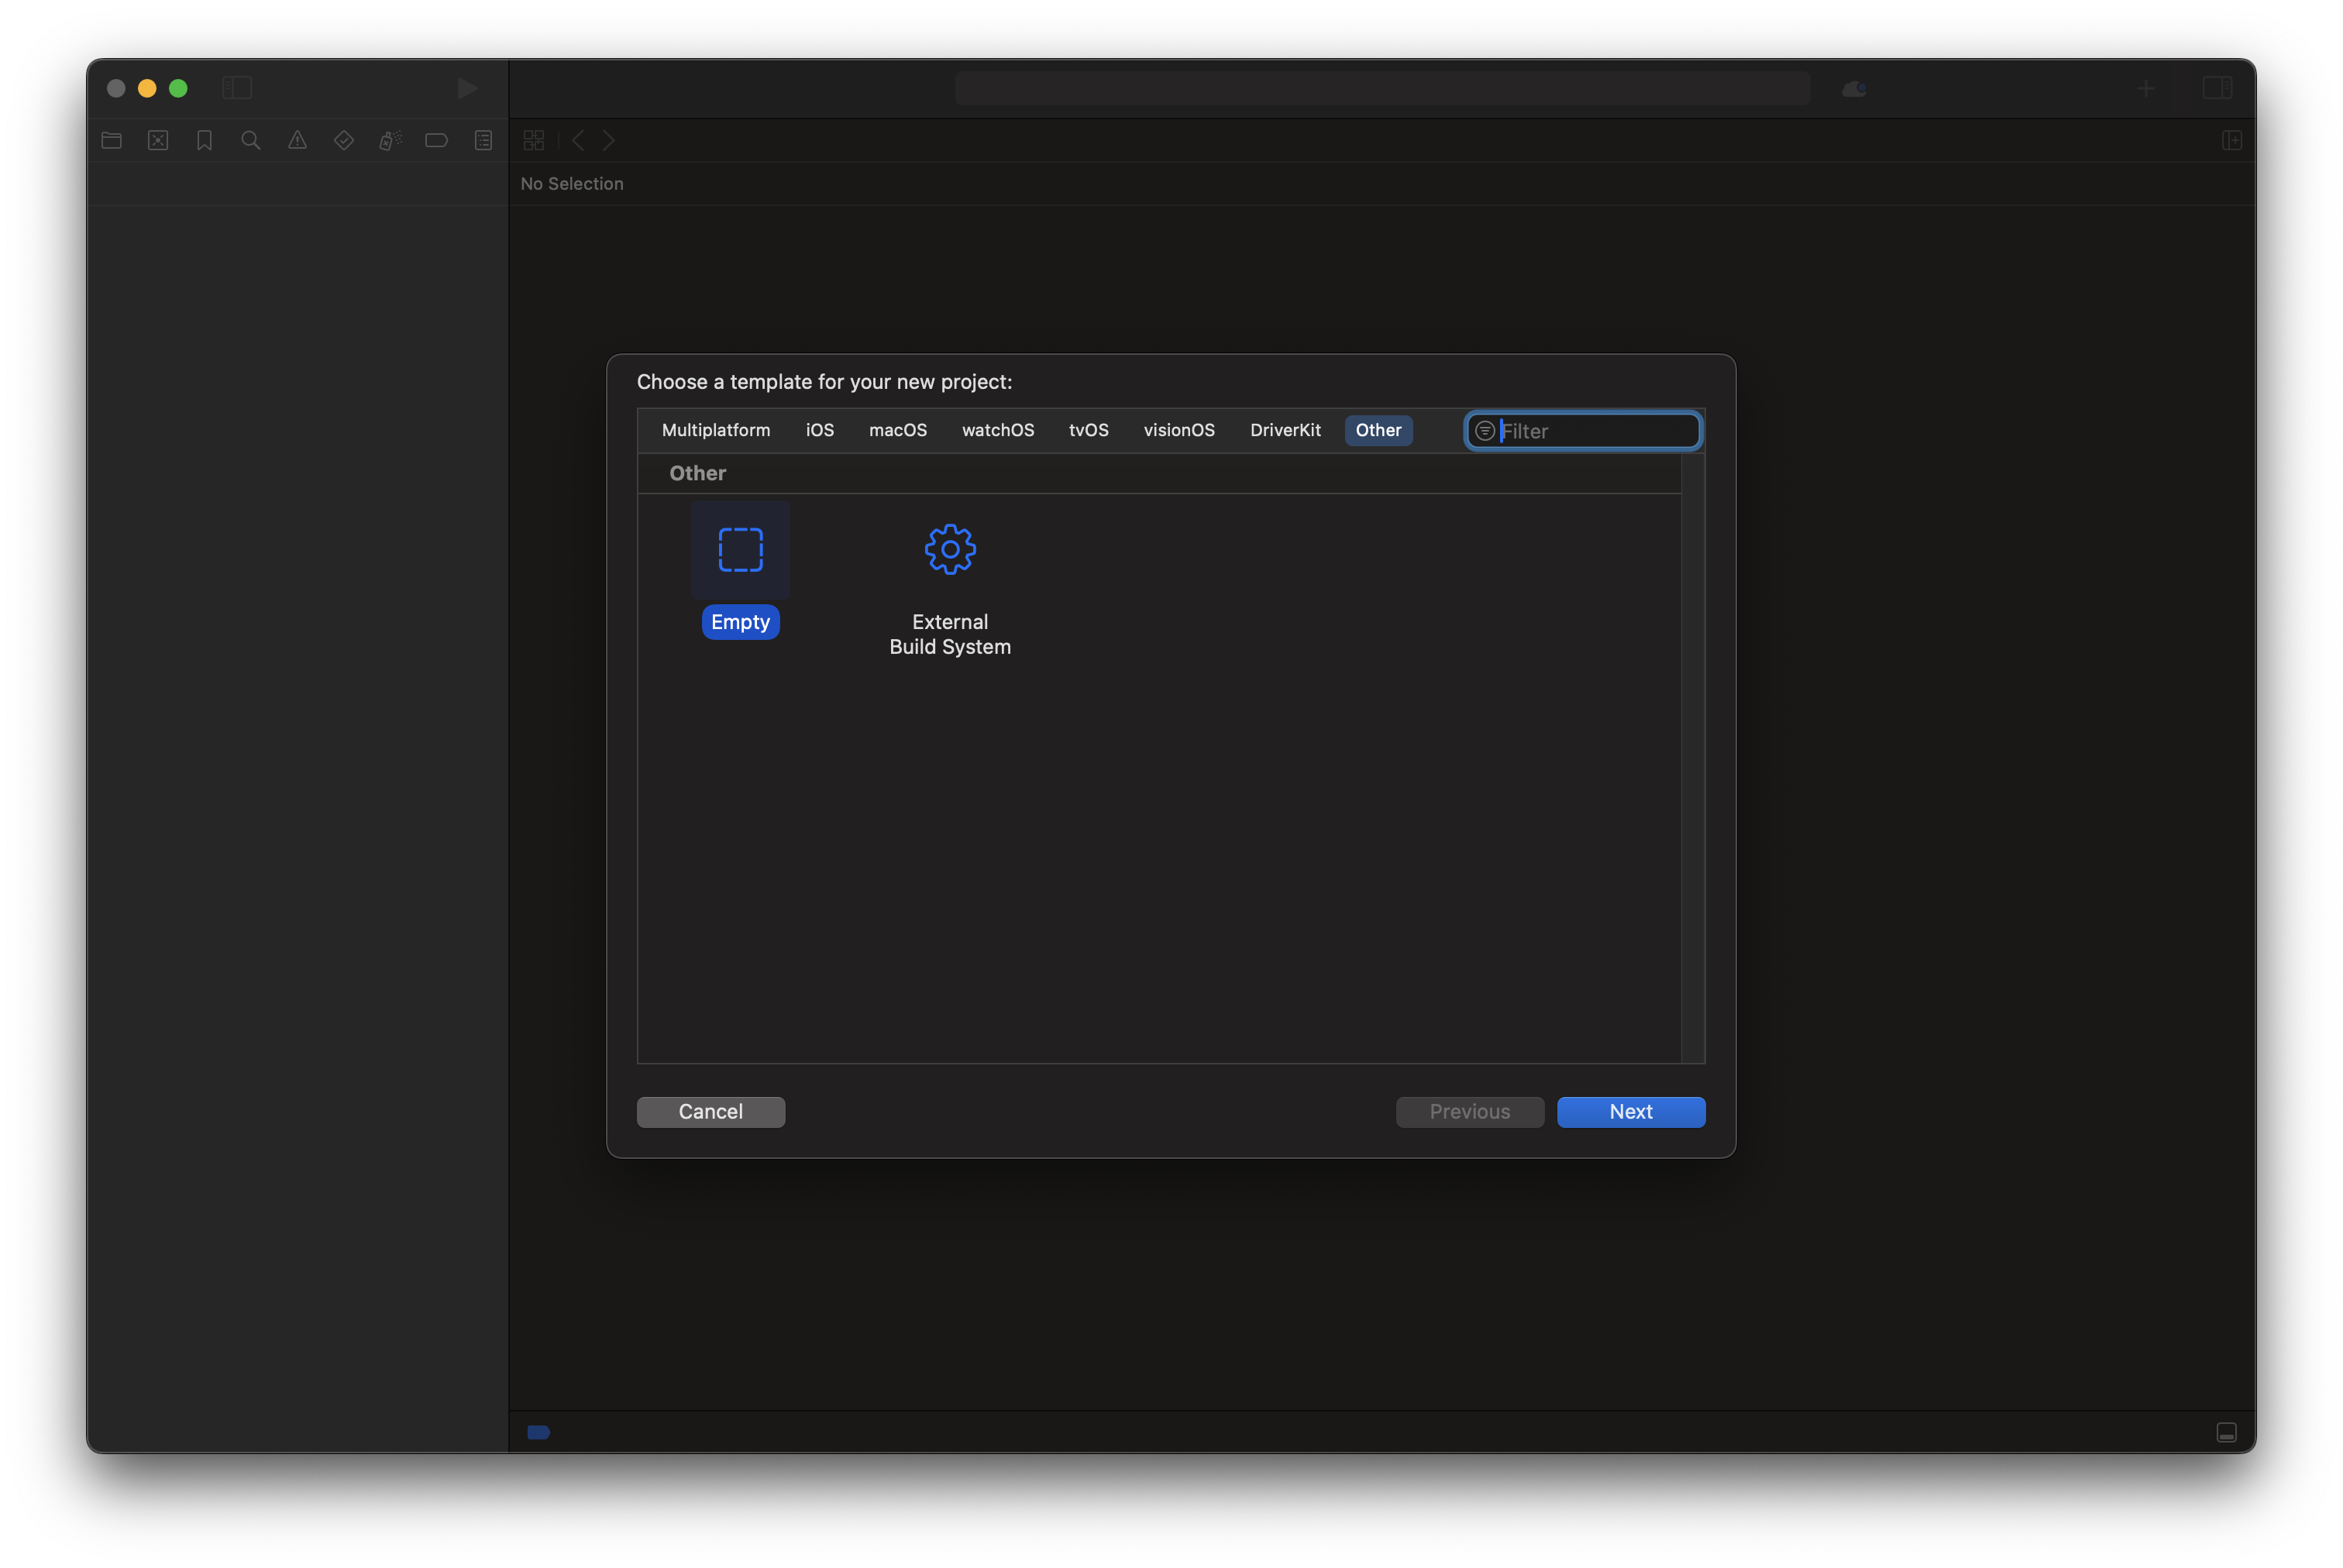 No Selection
Choose a template for your new project:
Multiplatform iOS macOS watchOS tvOS visionOS DriverKit Other Filter
Other
Empty External
Build System
Cancel Previous Next